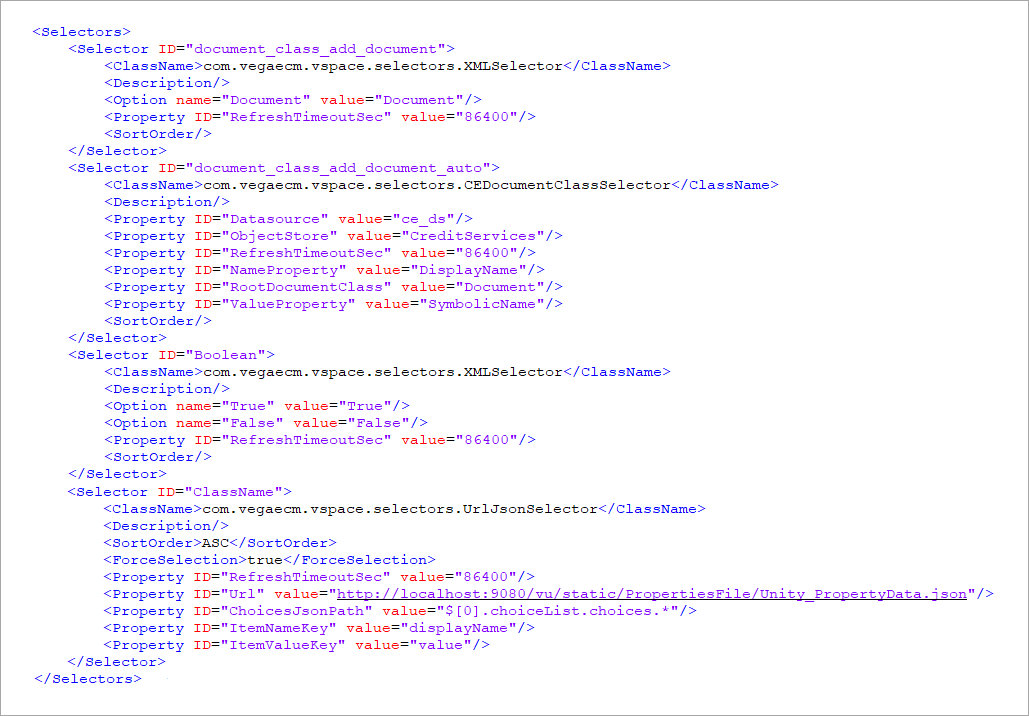 <Selectors>
<Selector ID="document_class_add_document">
<ClassName>com.vegaecm.vspace.selectors.XMLSelector</ClassName>
<Description/>
<Option name="Document" value="Document"/>
<Property ID="RefreshTimeoutSec" value="86400"/>
<SortOrder/>
</Selector>
<Selector ID="document_class_add_document_auto">
<ClassName>com.vegaecm.vspace.selectors.CEDocumentClassSelector</ClassName>
<Description/>
<Property ID="Datasource" value="ce_ds"/>
<Property ID="ObjectStore" value="CreditServices"/>
<Property ID="RefreshTimeoutSec" value="86400"/>
<Property ID="NameProperty" value="DisplayName"/>
<Property ID="RootDocumentClass" value="Document"/>
<Property ID="ValueProperty" value="SymbolicName"/>
<SortOrder/>
</Selector>
<Selector ID="Boolean">
<ClassName>com.vegaecm.vspace.selectors.XMLSelector</ClassName>
<Description/>
<Option name="True" value="True"/>
<Option name="False" value="False"/>
<Property ID="RefreshTimeoutSec" value="86400"/>
<SortOrder/>
</Selector>
<Selector ID="ClassName">
<ClassName>com.vegaecm.vspace.selectors.UrlJsonSelector</ClassName>
<Description/>
<SortOrder>ASC</SortOrder>
<ForceSelection>true</ForceSelection>
<Property ID="RefreshTimeoutSec" value="86400"/>
<Property ID="Url" value="http://localhost:9080/vu/static/PropertiesFile/Unity_PropertyData.json"/>
<Property ID="ChoicesJsonPath" value="$[0].choiceList.choices.*"/>
<Property ID="ItemNameKey" value="displayName"/>
<Property ID="ItemValueKey" value="value"/>
</Selector>
</Selectors>